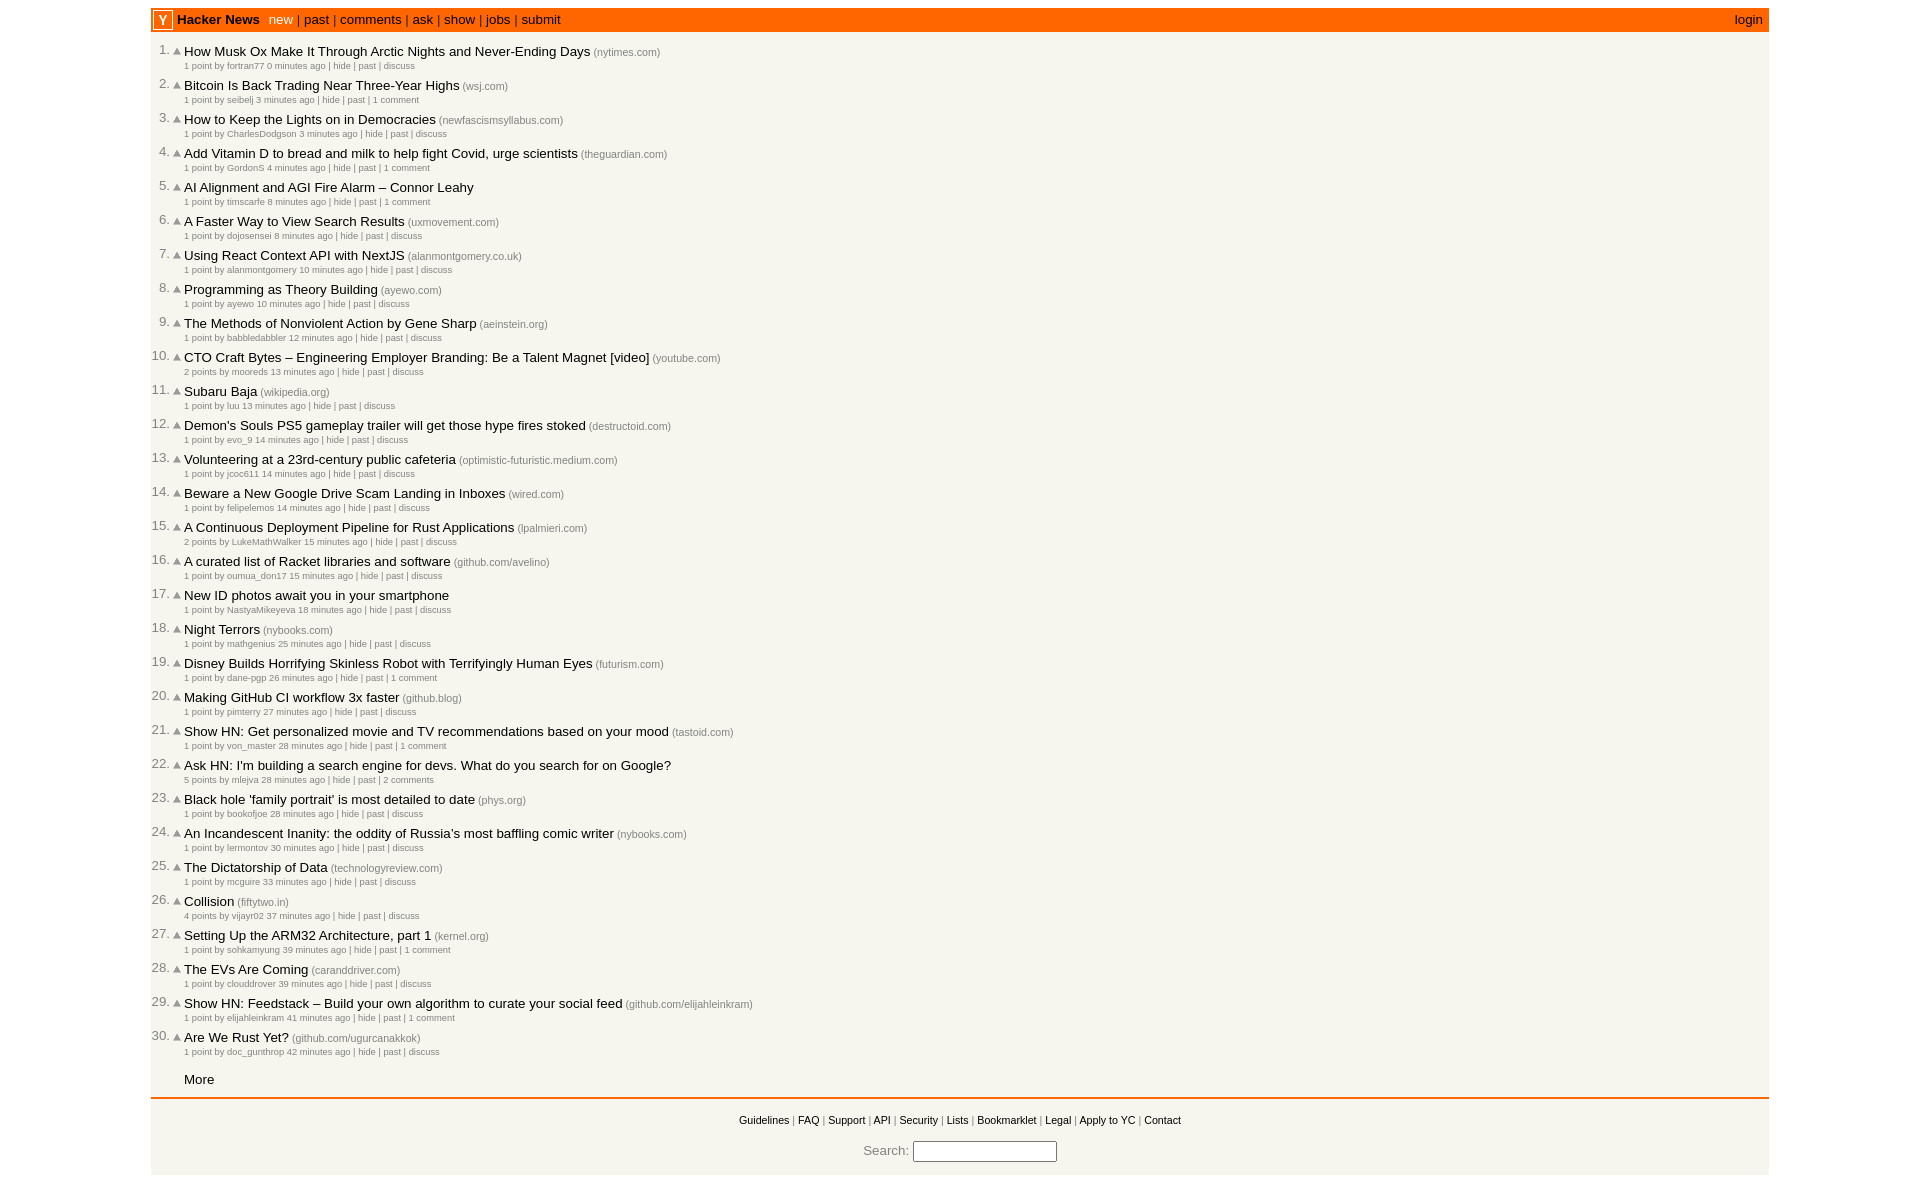 Y Hacker News new | past | comments | ask | show | jobs | submit login
1. How Musk Ox Make It Through Arctic Nights and Never-Ending Days (nytimes.com)
1 point by fortran77 0 minutes ago | hide | past | discuss
2. Bitcoin Is Back Trading Near Three-Year Highs (wsj.com)
1 point by seibelj 3 minutes ago | hide | past | 1 comment
3. How to Keep the Lights on in Democracies (newfascismsyllabus.com)
1 point by CharlesDodgson 3 minutes ago | hide | past | discuss
4. Add Vitamin D to bread and milk to help fight Covid, urge scientists (theguardian.com)
1 point by GordonS 4 minutes ago | hide | past | 1 comment
5. AI Alignment and AGI Fire Alarm – Connor Leahy
1 point by timscarfe 8 minutes ago | hide | past | 1 comment
6. A Faster Way to View Search Results (uxmovement.com)
1 point by dojosensei 8 minutes ago | hide | past | discuss
7. Using React Context API with NextJS (alanmontgomery.co.uk)
1 point by alanmontgomery 10 minutes ago | hide | past | discuss
8. Programming as Theory Building (ayewo.com)
1 point by ayewo 10 minutes ago | hide | past | discuss
9. The Methods of Nonviolent Action by Gene Sharp (aeinstein.org)
1 point by babbledabbler 12 minutes ago | hide | past | discuss
10. CTO Craft Bytes – Engineering Employer Branding: Be a Talent Magnet [video] (youtube.com)
2 points by mooreds 13 minutes ago | hide | past | discuss
11. Subaru Baja (wikipedia.org)
1 point by luu 13 minutes ago | hide | past | discuss
12. Demon's Souls PS5 gameplay trailer will get those hype fires stoked (destructoid.com)
1 point by evo_9 14 minutes ago | hide | past | discuss
13. Volunteering at a 23rd-century public cafeteria (optimistic-futuristic.medium.com)
1 point by jcoc611 14 minutes ago | hide | past | discuss
14. Beware a New Google Drive Scam Landing in Inboxes (wired.com)
1 point by felipelemos 14 minutes ago | hide | past | discuss
15. A Continuous Deployment Pipeline for Rust Applications (lpalmieri.com)
2 points by LukeMathWalker 15 minutes ago | hide | past | discuss
16. A curated list of Racket libraries and software (github.com/avelino)
1 point by oumua_don17 15 minutes ago | hide | past | discuss
17. New ID photos await you in your smartphone
1 point by NastyaMikeyeva 18 minutes ago | hide | past | discuss
18. Night Terrors (nybooks.com)
1 point by mathgenius 25 minutes ago | hide | past | discuss
19. Disney Builds Horrifying Skinless Robot with Terrifyingly Human Eyes (futurism.com)
1 point by dane-pgp 26 minutes ago | hide | past | 1 comment
20. Making GitHub CI workflow 3x faster (github.blog)
1 point by pimterry 27 minutes ago | hide | past | discuss
21. Show HN: Get personalized movie and TV recommendations based on your mood (tastoid.com)
1 point by von_master 28 minutes ago | hide | past | 1 comment
22. Ask HN: I'm building a search engine for devs. What do you search for on Google?
5 points by mlejva 28 minutes ago | hide | past | 2 comments
23. Black hole 'family portrait' is most detailed to date (phys.org)
1 point by bookofjoe 28 minutes ago | hide | past | discuss
24. An Incandescent Inanity: the oddity of Russia's most baffling comic writer (nybooks.com)
1 point by lermontov 30 minutes ago | hide | past | discuss
25. The Dictatorship of Data (technologyreview.com)
1 point by mcguire 33 minutes ago | hide | past | discuss
26. Collision (fiftytwo.in)
4 points by vijayr02 37 minutes ago | hide | past | discuss
27. Setting Up the ARM32 Architecture, part 1 (kernel.org)
1 point by sohkamyung 39 minutes ago | hide | past | 1 comment
28. The EVs Are Coming (caranddriver.com)
1 point by clouddrover 39 minutes ago | hide | past | discuss
29. Show HN: Feedstack – Build your own algorithm to curate your social feed (github.com/elijahleinkram)
1 point by elijahleinkram 41 minutes ago | hide | past | 1 comment
30. Are We Rust Yet? (github.com/ugurcanakkok)
1 point by doc_gunthrop 42 minutes ago | hide | past | discuss
More
Guidelines | FAQ | Support | API | Security | Lists | Bookmarklet | Legal | Apply to YC | Contact
Search: